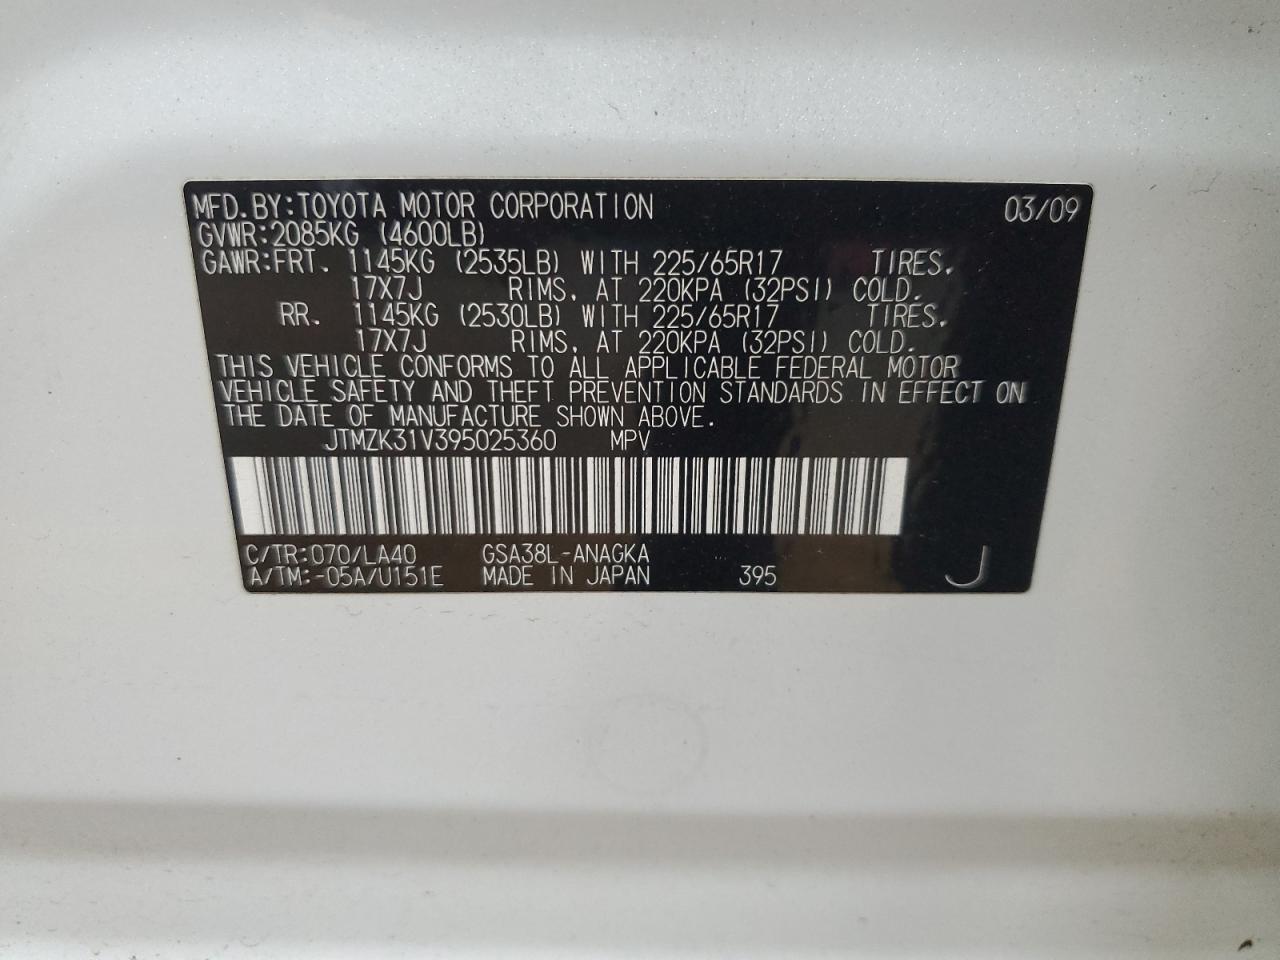 MFD.BY:TOYOTA MOTOR CORPORATION 03/09
GVWR:2085KG (4600LB)
GAWR:FRT. 1145KG (2535LB) WITH 225/65R17 TIRES.
17X7J RIMS, AT 220KPA (32PSI) COLD.
RR. 1145KG (2530LB) WITH 225/65R17 TIRES.
17X7J RIMS, AT 220KPA (32PSI) COLD.
THIS VEHICLE CONFORMS TO ALL APPLICABLE FEDERAL MOTOR
VEHICLE SAFETY AND THEFT PREVENTION STANDARDS IN EFFECT ON
THE DATE OF MANUFACTURE SHOWN ABOVE.
JTMZK31V395025360 MPV
C/TR:070/LA40 GSA38L-ANAGKA
A/TM:-05A/U151E MADE IN JAPAN 395 J